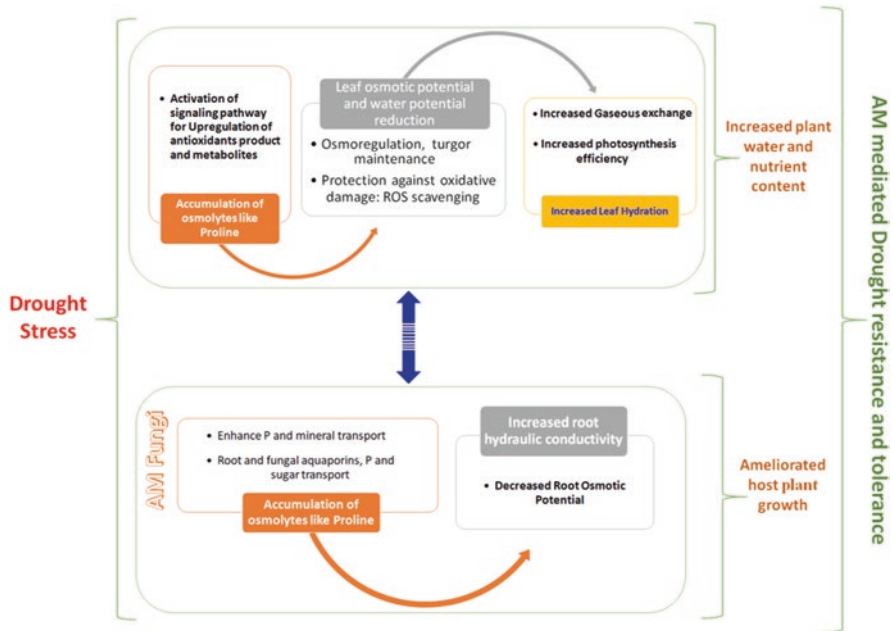 Drought
Stress
• Activation of
signaling pathway
for Upregulation of
antioxidants product
and metabolites
Accumulation of
osmolytes like
Proline
Leaf osmotic potential
and water potential
reduction
• Osmoregulation, turgor
maintenance
• Protection against oxidative
damage: ROS scavenging
• Increased Gaseous exchange
• Increased photosynthesis
efficiency
Increased Leaf Hydration
Increased plant
water and
nutrient
content
AM Fungi
• Enhance P and mineral transport
• Root and fungal aquaporins, P and
sugar transport
Accumulation of
osmolytes like Proline
Increased root
hydraulic conductivity
• Decreased Root Osmotic
Potential
Ameliorated
host plant
growth
AM mediated Drought resistance and tolerance